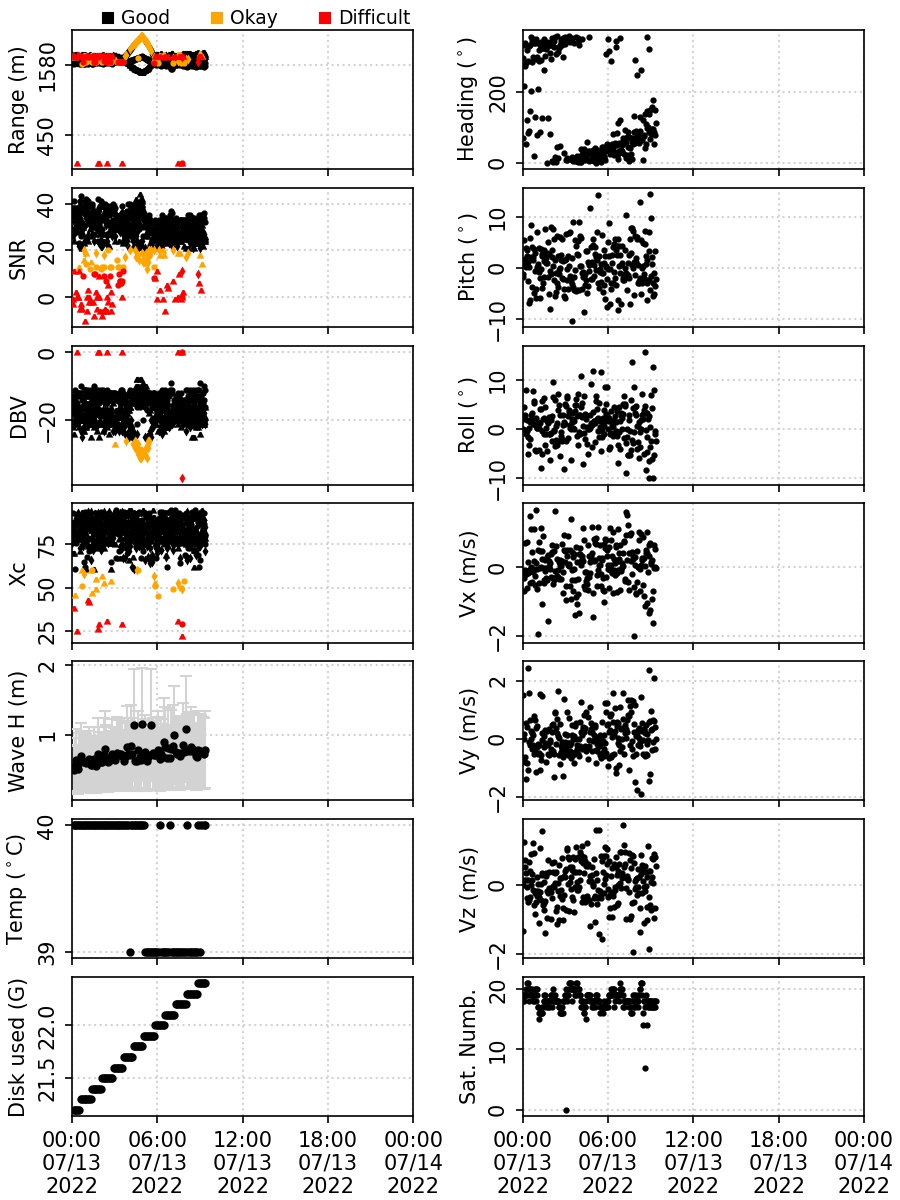 Good Okay Difficult
Range (m)
1580
450
Heading (°)
200
0
SNR
40
20
0
Pitch (°)
10
0
−10
DBV
0
−20
Roll (°)
10
0
−10
Xc
75
50
25
Vx (m/s)
0
−2
Wave H (m)
2
1
Vy (m/s)
2
0
−2
Temp (°C)
40
39
Vz (m/s)
0
−2
Disk used (G)
22.0
21.5
Sat. Numb.
20
10
0
00:00 06:00 12:00 18:00 00:00
07/13 07/13 07/13 07/13 07/14
2022 2022 2022 2022 2022
00:00 06:00 12:00 18:00 00:00
07/13 07/13 07/13 07/13 07/14
2022 2022 2022 2022 2022